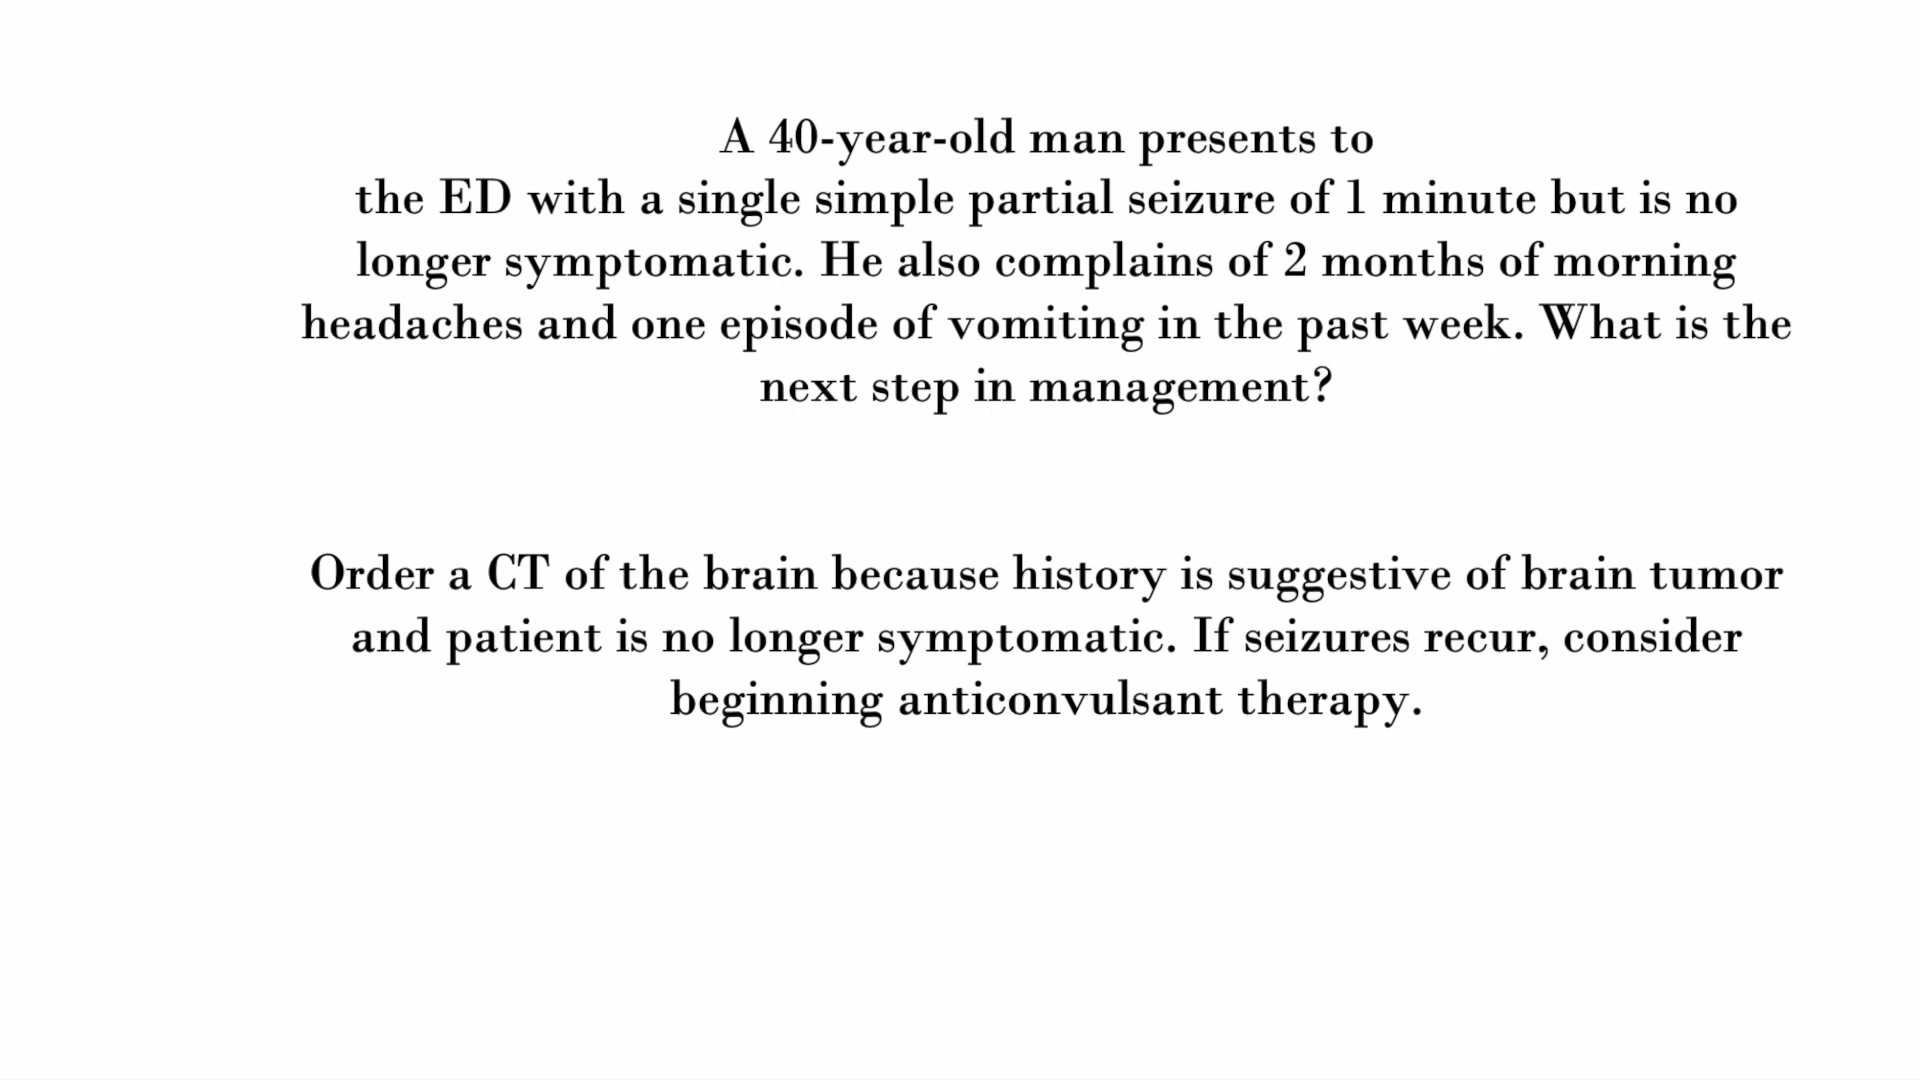 A 40-year-old man presents to
the ED with a single simple partial seizure of 1 minute but is no
longer symptomatic. He also complains of 2 months of morning
headaches and one episode of vomiting in the past week. What is the
next step in management?
Order a CT of the brain because history is suggestive of brain tumor
and patient is no longer symptomatic. If seizures recur, consider
beginning anticonvulsant therapy.